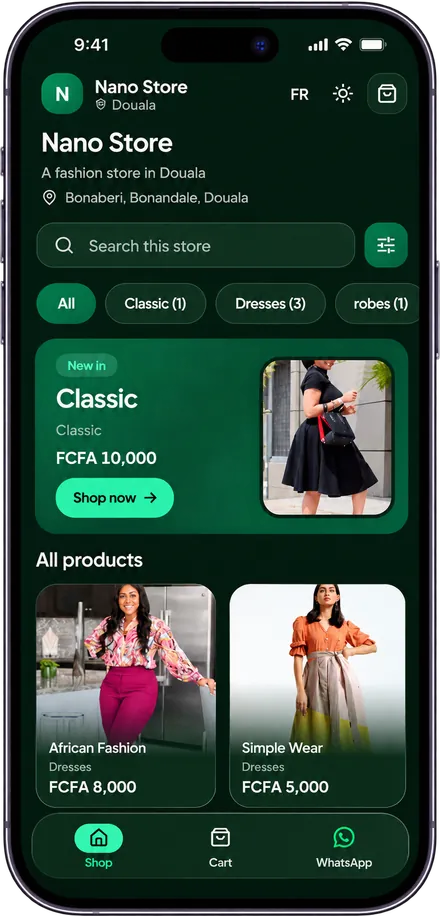 9:41
N
Nano Store
Douala
FR
Nano Store
A fashion store in Douala
Bonaberi, Bonandale, Douala
Search this store
All
Classic (1)
Dresses (3)
robes (1)
New in
Classic
Classic
FCFA 10,000
Shop now →
All products
African Fashion
Dresses
FCFA 8,000
Simple Wear
Dresses
FCFA 5,000
Shop
Cart
WhatsApp